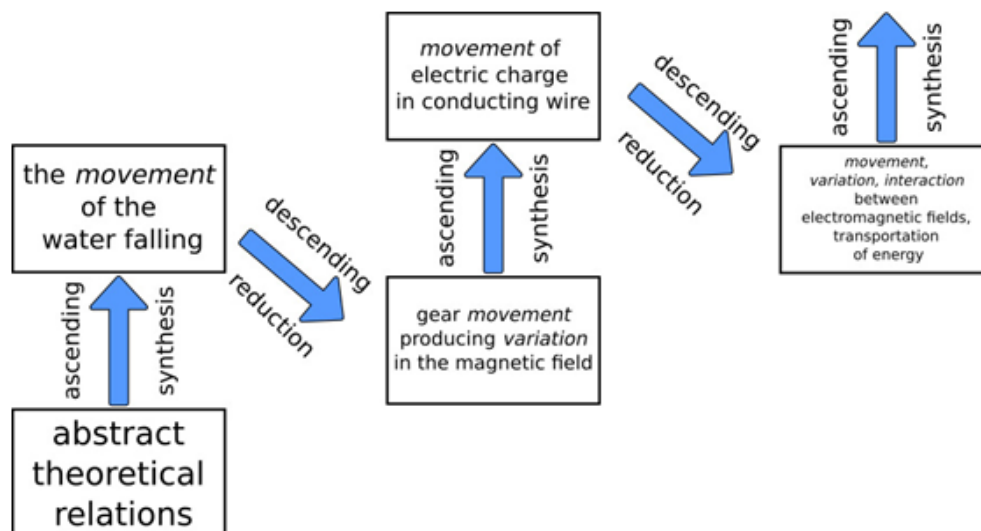 abstract
theoretical
relations
ascending
synthesis
the movement
of the
water falling
descending
reduction
gear movement
producing variation
in the magnetic field
ascending
synthesis
movement of
electric charge
in conducting wire
descending
reduction
movement,
variation, interaction
between
electromagnetic fields,
transportation
of energy
ascending
synthesis